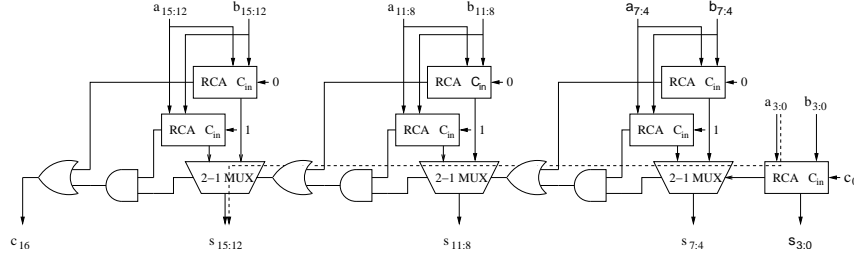 a15:12 b15:12 a11:8 b11:8 a7:4 b7:4
RCA Cin 0 RCA Cin 0 RCA Cin 0
a3:0 b3:0
RCA Cin 1 RCA Cin 1 RCA Cin 1
2−1 MUX 2−1 MUX 2−1 MUX RCA Cin
c16 s15:12 s11:8 s7:4 s3:0